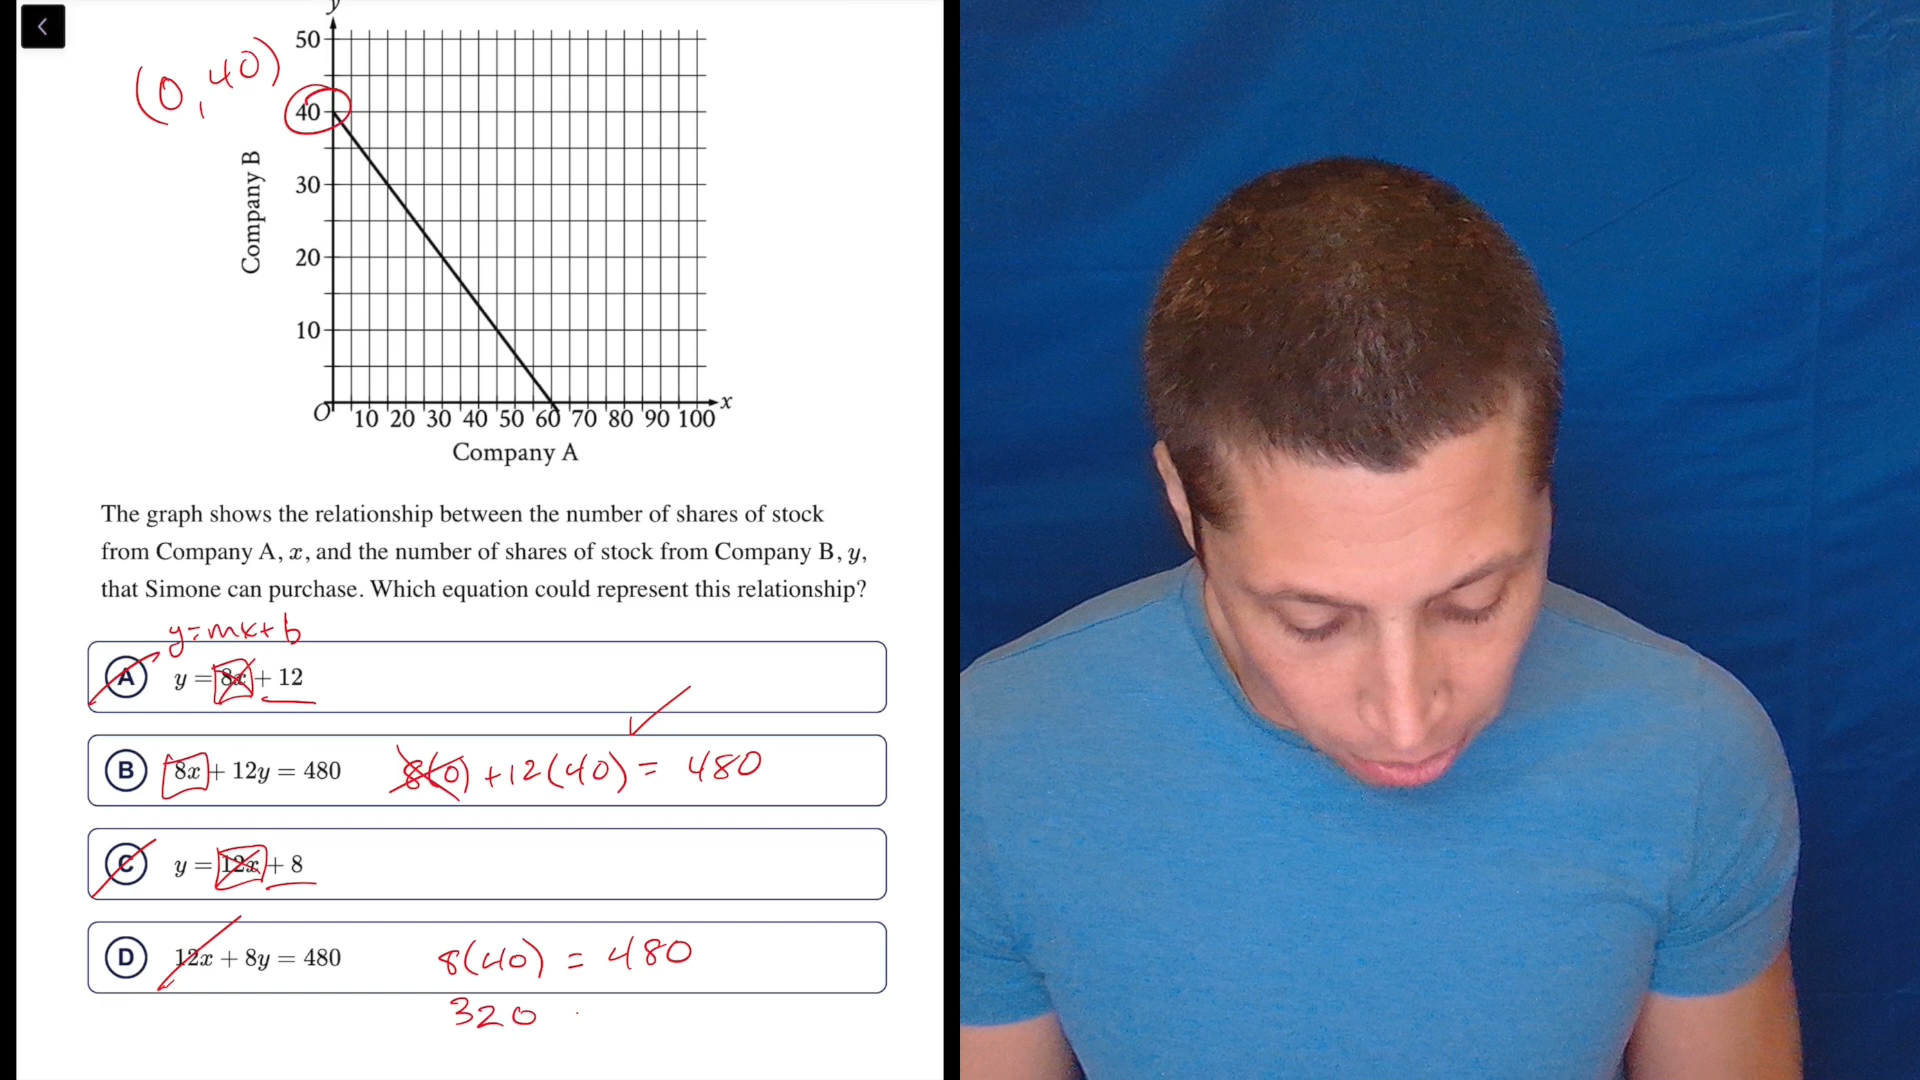 y
(0,40)
50
40
30
20
10
Company B
O
10 20 30 40 50 60 70 80 90 100
x
Company A
The graph shows the relationship between the number of shares of stock
from Company A, x, and the number of shares of stock from Company B, y,
that Simone can purchase. Which equation could represent this relationship?
y=mx+b
A y = 8x + 12
B 8x + 12y = 480 8(0) +12(40) = 480
C y = 12x + 8
D 12x + 8y = 480 8(40) = 480
320